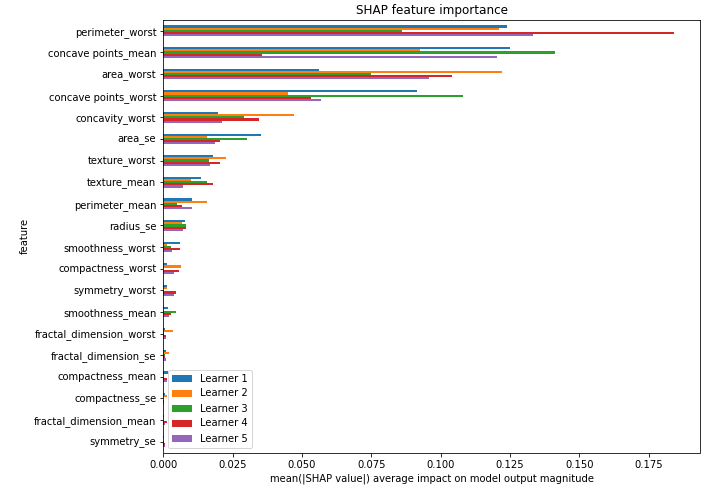 SHAP feature importance
perimeter_worst
concave points_mean
area_worst
concave points_worst
concavity_worst
area_se
texture_worst
texture_mean
perimeter_mean
radius_se
smoothness_worst
compactness_worst
symmetry_worst
smoothness_mean
fractal_dimension_worst
fractal_dimension_se
compactness_mean
compactness_se
fractal_dimension_mean
symmetry_se
feature
Learner 1
Learner 2
Learner 3
Learner 4
Learner 5
0.000 0.025 0.050 0.075 0.100 0.125 0.150 0.175
mean(|SHAP value|) average impact on model output magnitude